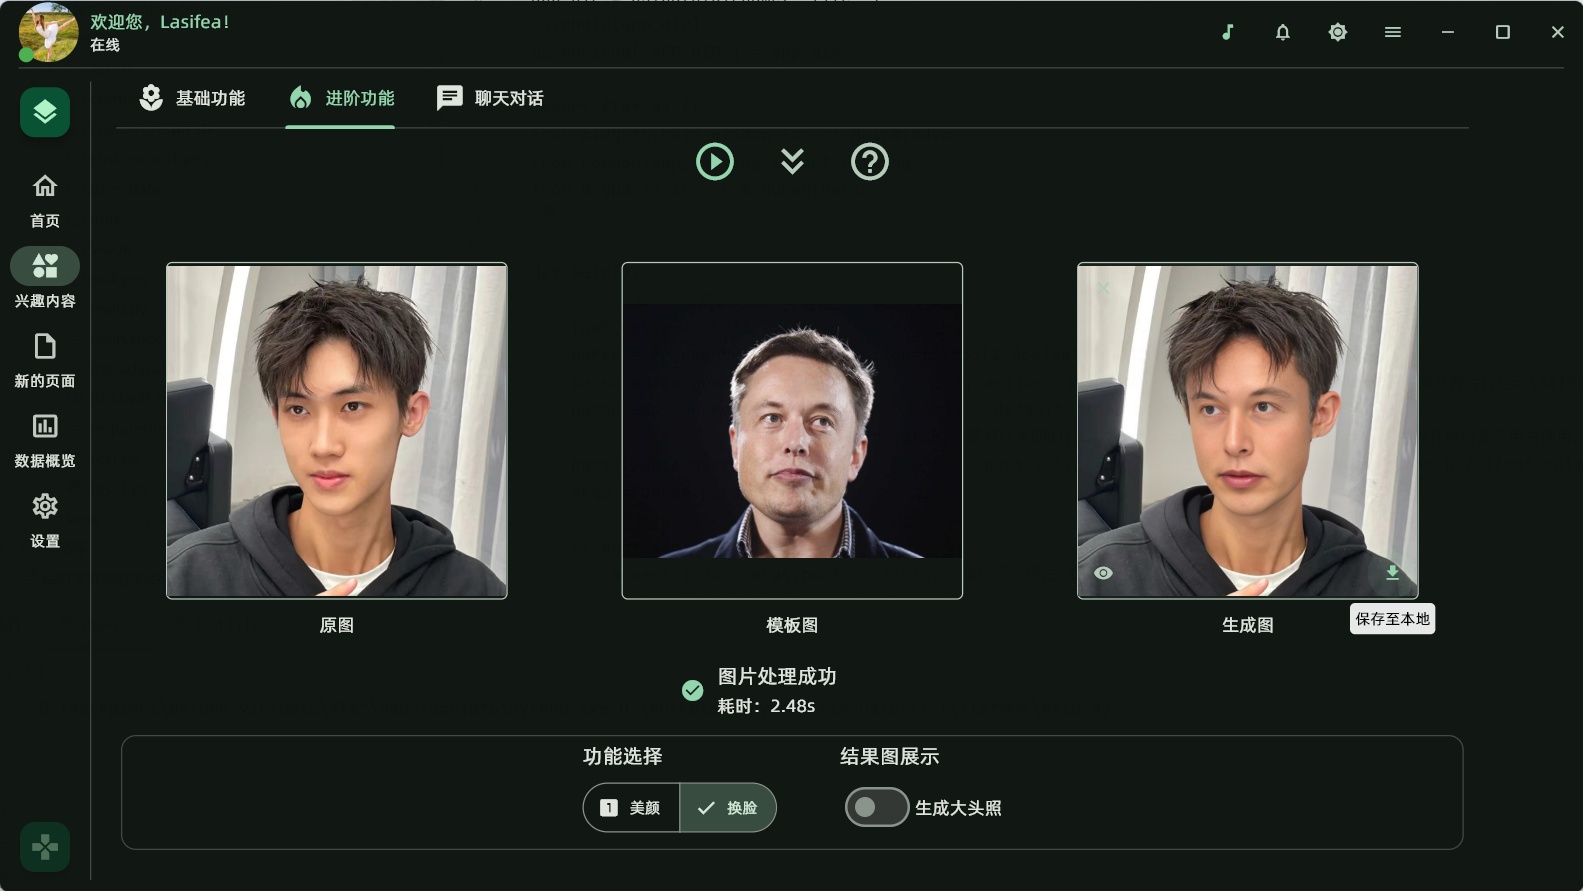 欢迎您，Lasifea!
在线
基础功能
进阶功能
聊天对话
首页
兴趣内容
新的页面
数据概览
设置
原图
模板图
生成图
保存至本地
图片处理成功
耗时：2.48s
功能选择
结果图展示
1 美颜
换脸
生成大头照